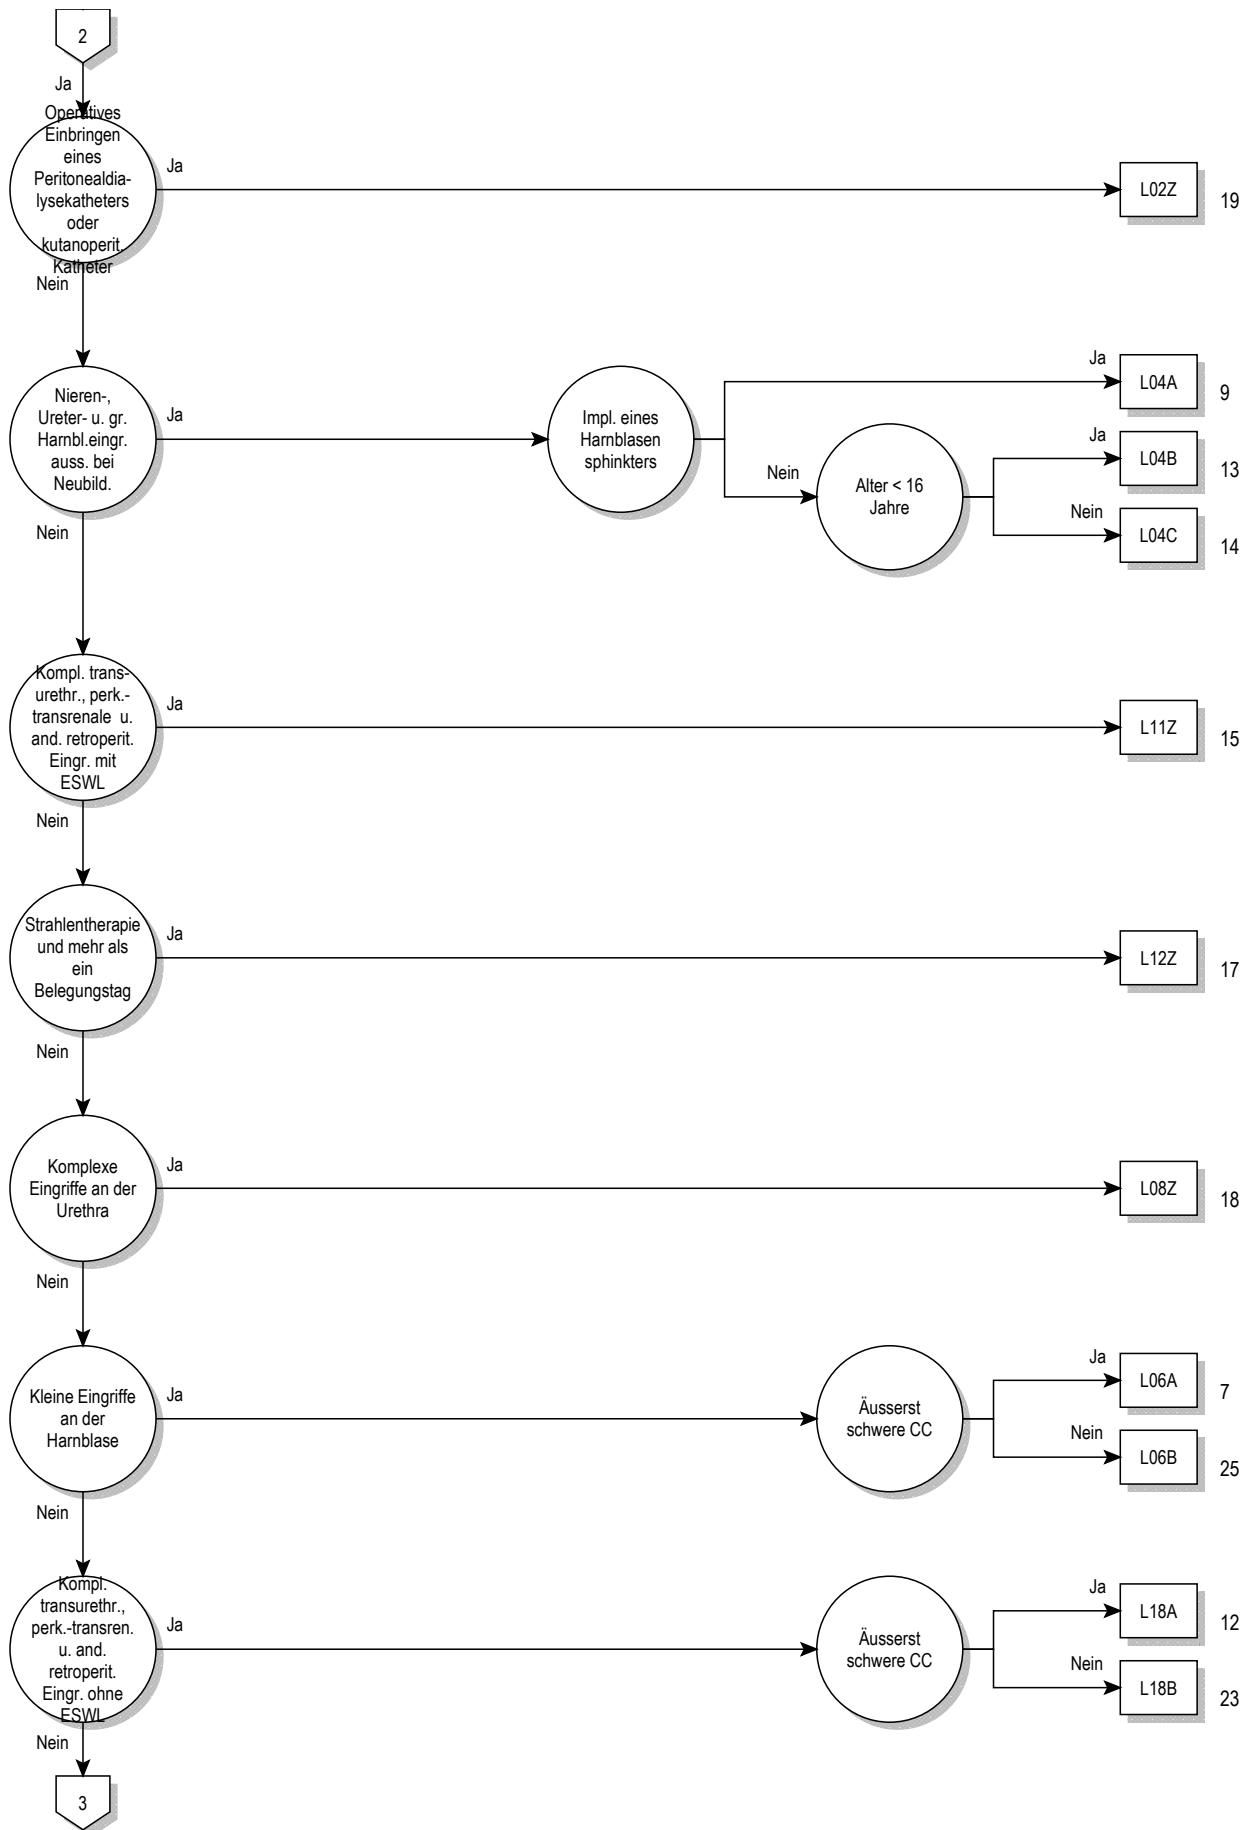 2
Ja
Operatives
Einbringen
eines
Peritonealdia-
lysekatheters
oder
kutanoperit.
Katheter
Ja
L02Z
19
Nein
Nieren-,
Ureter- u. gr.
Harnbl.eingr.
auss. bei
Neubild.
Ja
Impl. eines
Harnblasen
sphinkters
Ja
L04A
9
Nein
Alter < 16
Jahre
Ja
L04B
13
Nein
L04C
14
Nein
Kompl. trans-
urethr., perk.-
transrenale u.
and. retroperit.
Eingr. mit
ESWL
Ja
L11Z
15
Nein
Strahlentherapie
und mehr als
ein
Belegungstag
Ja
L12Z
17
Nein
Komplexe
Eingriffe an der
Urethra
Ja
L08Z
18
Nein
Kleine Eingriffe
an der
Harnblase
Ja
Äusserst
schwere CC
Ja
L06A
7
Nein
L06B
25
Nein
Kompl.
transurethr.,
perk.-transren.
u. and.
retroperit.
Eingr. ohne
ESWL
Ja
Äusserst
schwere CC
Ja
L18A
12
Nein
L18B
23
Nein
3